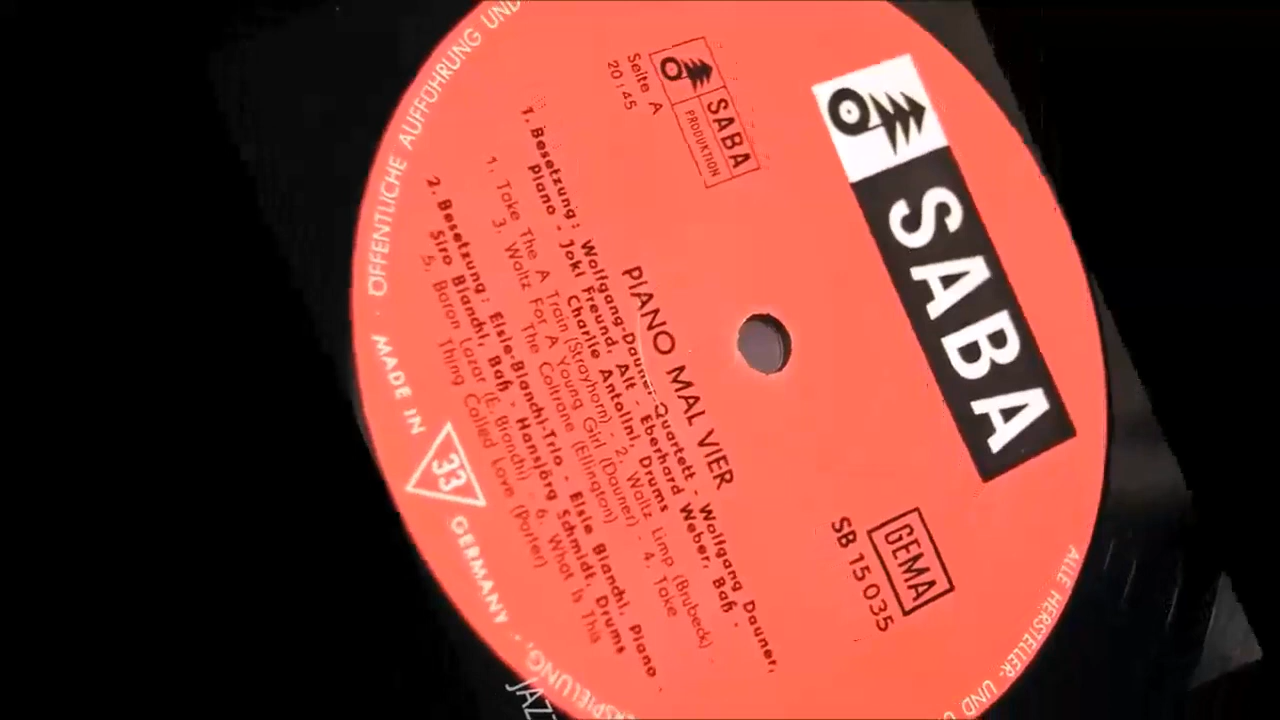 SABA
SABA
PRODUKTION
Seite A
20:45
GEMA
SB 15 035
PIANO MAL VIER
1. Besetzung: Wolfgang-Dauner-Quartett - Wolfgang Dauner,
Piano - Joki Freund, Alt - Eberhard Weber, Baß -
Charlie Antolini, Drums
1. Take The A Train (Strayhorn) - 2. Waltz Limp (Brubeck)
3. Waltz For A Young Girl (Dauner) - 4. Take
The Coltrane (Ellington)
2. Besetzung: Elsie-Bianchi-Trio - Elsie Bianchi, Piano
Siro Bianchi, Baß - Hansjörg Schmidt, Drums
5. Baron Lazar (E. Bianchi) - 6. What Is This
Thing Called Love (Porter)
ALLE HERSTELLER- UND
ÖFFENTLICHE AUFFÜHRUNG UND
MADE IN 33 GERMANY
JAZZ